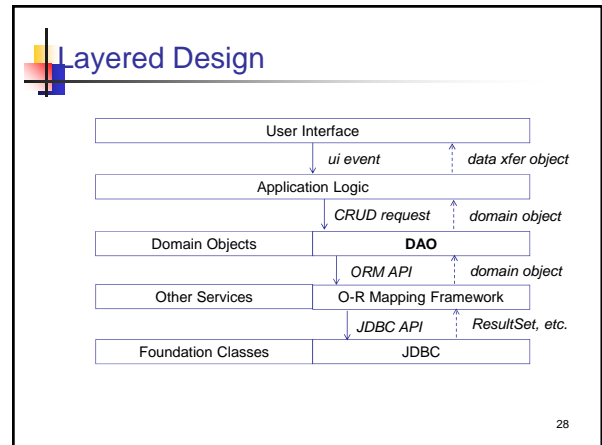 Layered Design
User Interface
ui event data xfer object
Application Logic
CRUD request domain object
Domain Objects DAO
ORM API domain object
Other Services O-R Mapping Framework
JDBC API ResultSet, etc.
Foundation Classes JDBC
28